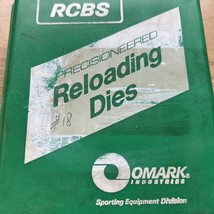 RCBS
PRECISIONEERED
Reloading
Dies
#18
OMARK
INDUSTRIES
Sporting Equipment Division